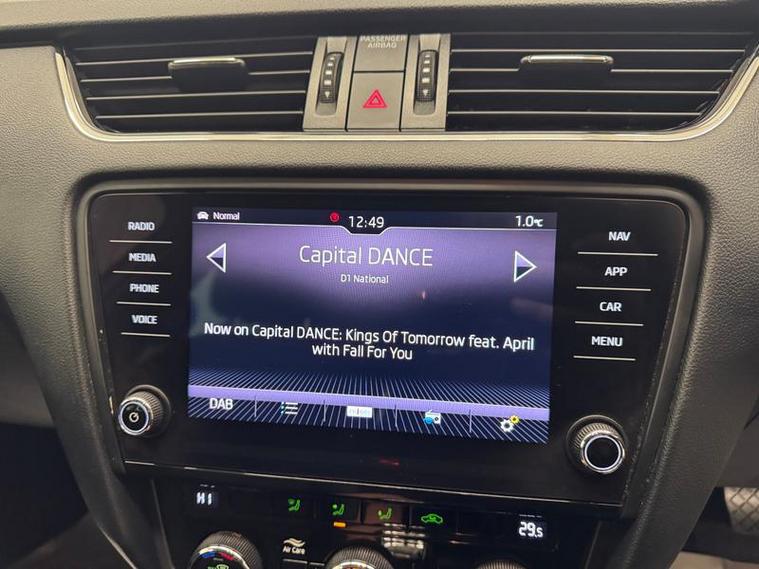 PASSENGER
AIRBAG
Normal
12:49
1.0°C
RADIO
MEDIA
PHONE
VOICE
Capital DANCE
D1 National
Now on Capital DANCE: Kings Of Tomorrow feat. April
with Fall For You
NAV
APP
CAR
MENU
DAB
HI
29.5
Air Care